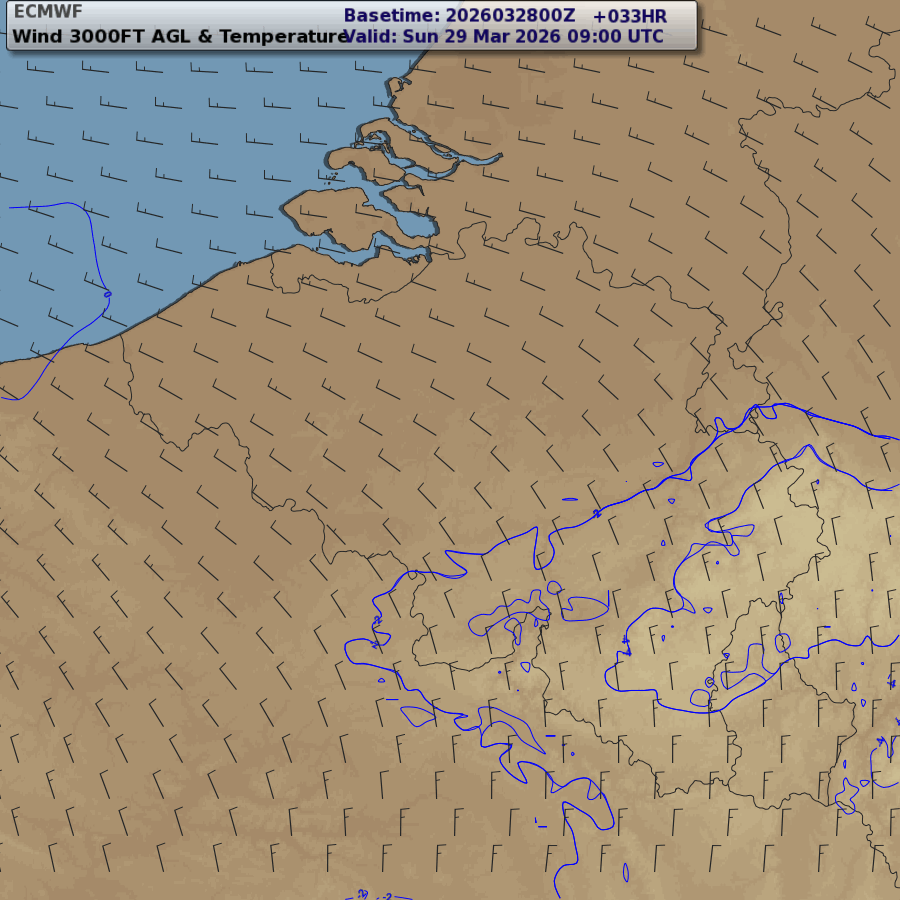 ECMWF
Basetime: 2026032800Z +033HR
Wind 3000FT AGL & Temperature
Valid: Sun 29 Mar 2026 09:00 UTC